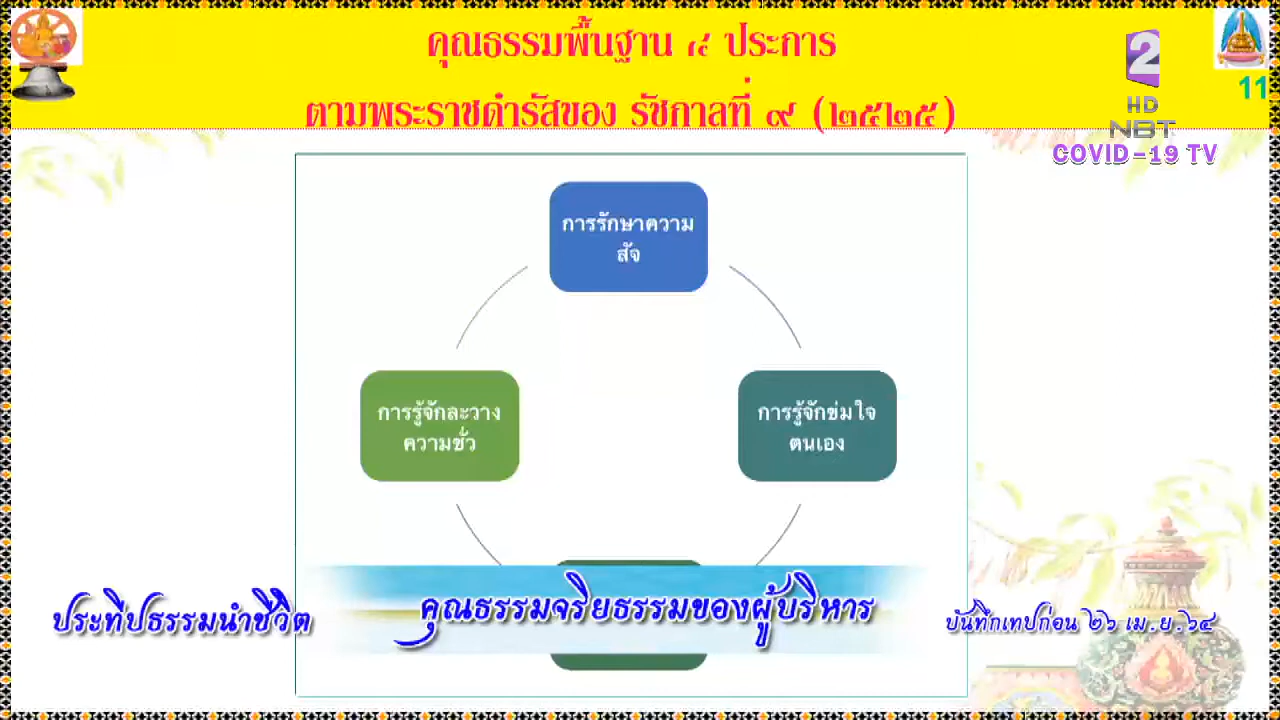 คุณธรรมพื้นฐาน ๔ ประการ
ตามพระราชดำรัสของ รัชกาลที่ ๙ (๒๕๒๕)
2
HD
NBT
COVID-19 TV
11
การรักษาความ
สัจ
การรู้จักละวาง
ความชั่ว
การรู้จักข่มใจ
ตนเอง
ประทีปธรรมนำชีวิต
คุณธรรมจริยธรรมของผู้บริหาร
บันทึกเทปก่อน ๒๖ เม.ย.๖๔